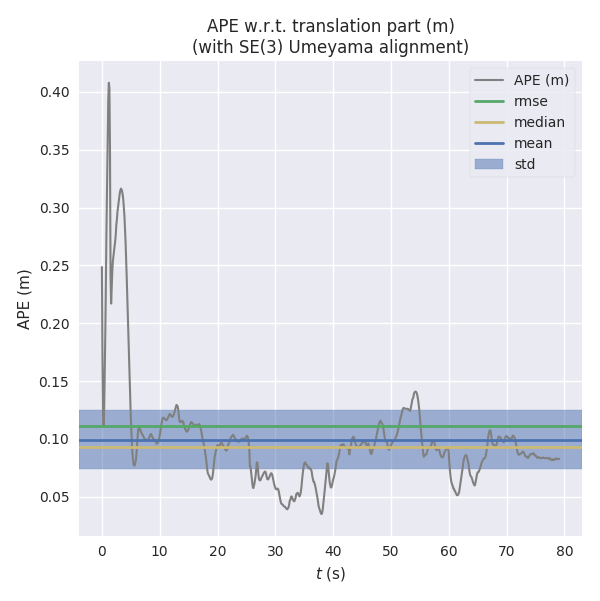 APE w.r.t. translation part (m)
(with SE(3) Umeyama alignment)
APE (m)
rmse
median
mean
std
0.40
0.35
0.30
0.25
0.20
0.15
0.10
0.05
APE (m)
0 10 20 30 40 50 60 70 80
t (s)